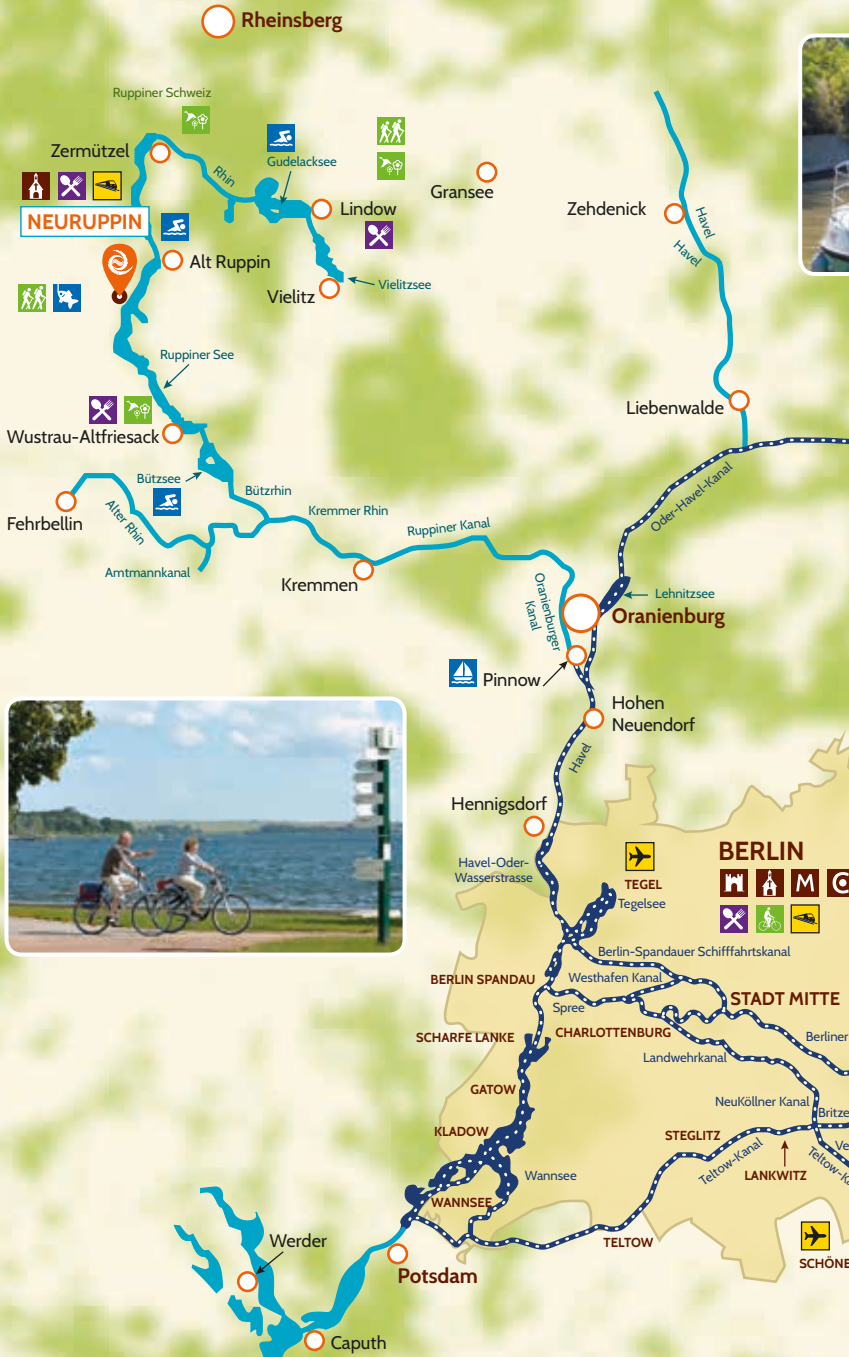 Rheinsberg
Ruppiner Schweiz
Zermützel
Rhin
Gudelacksee
Gransee
Lindow
Zehdenick
Havel
Havel
NEURUPPIN
Alt Ruppin
Vielitz
Vielitzsee
Ruppiner See
Liebenwalde
Wustrau-Altfriesack
Oder-Havel-Kanal
Bützsee
Bützrhin
Fehrbellin
Alter Rhin
Kremmer Rhin
Ruppiner Kanal
Amtmannkanal
Kremmen
Oranienburger
Kanal
Lehnitzsee
Oranienburg
Pinnow
Hohen
Neuendorf
Havel
Hennigsdorf
Havel-Oder-
Wasserstrasse
BERLIN
M
TEGEL
Tegelsee
Berlin-Spandauer Schifffahrtskanal
BERLIN SPANDAU
Westhafen Kanal
Spree
STADT MITTE
SCHARFE LANKE
CHARLOTTENBURG
Berliner
Landwehrkanal
GATOW
NeuKöllner Kanal
Britze
KLADOW
STEGLITZ
Teltow-Kanal
Ve
Teltow-Ka
LANKWITZ
Wannsee
WANNSEE
TELTOW
SCHÖNE
Werder
Potsdam
Caputh